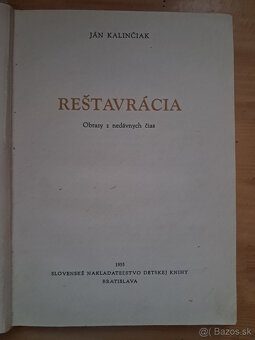 JÁN KALINČIAK
REŠTAVRÁCIA
Obrazy z nedávnych čias
1955
SLOVENSKÉ NAKLADATEĽSTVO DETSKEJ KNIHY
BRATISLAVA
Bazos.sk